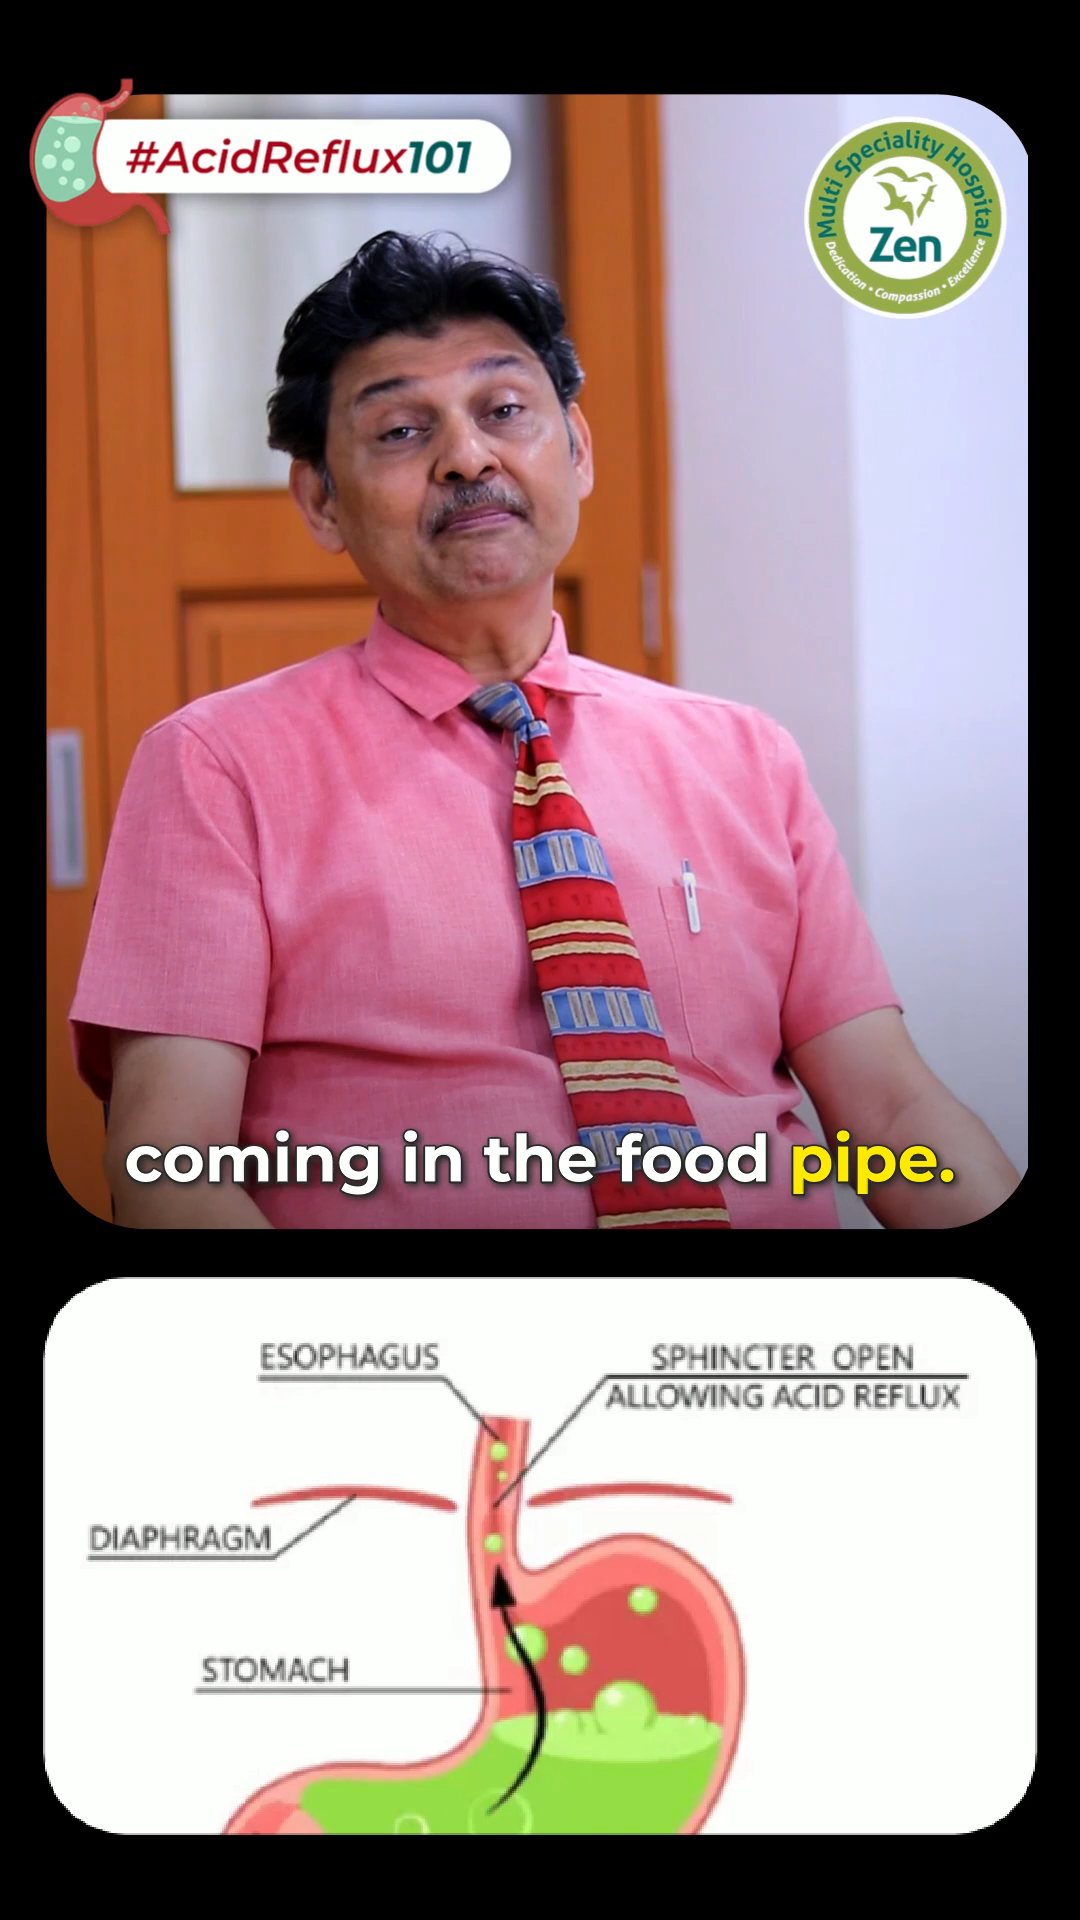 #AcidReflux101
Multi Speciality Hospital
Zen
Dedication • Compassion • Excellence
coming in the food pipe.
ESOPHAGUS
SPHINCTER OPEN
ALLOWING ACID REFLUX
DIAPHRAGM
STOMACH